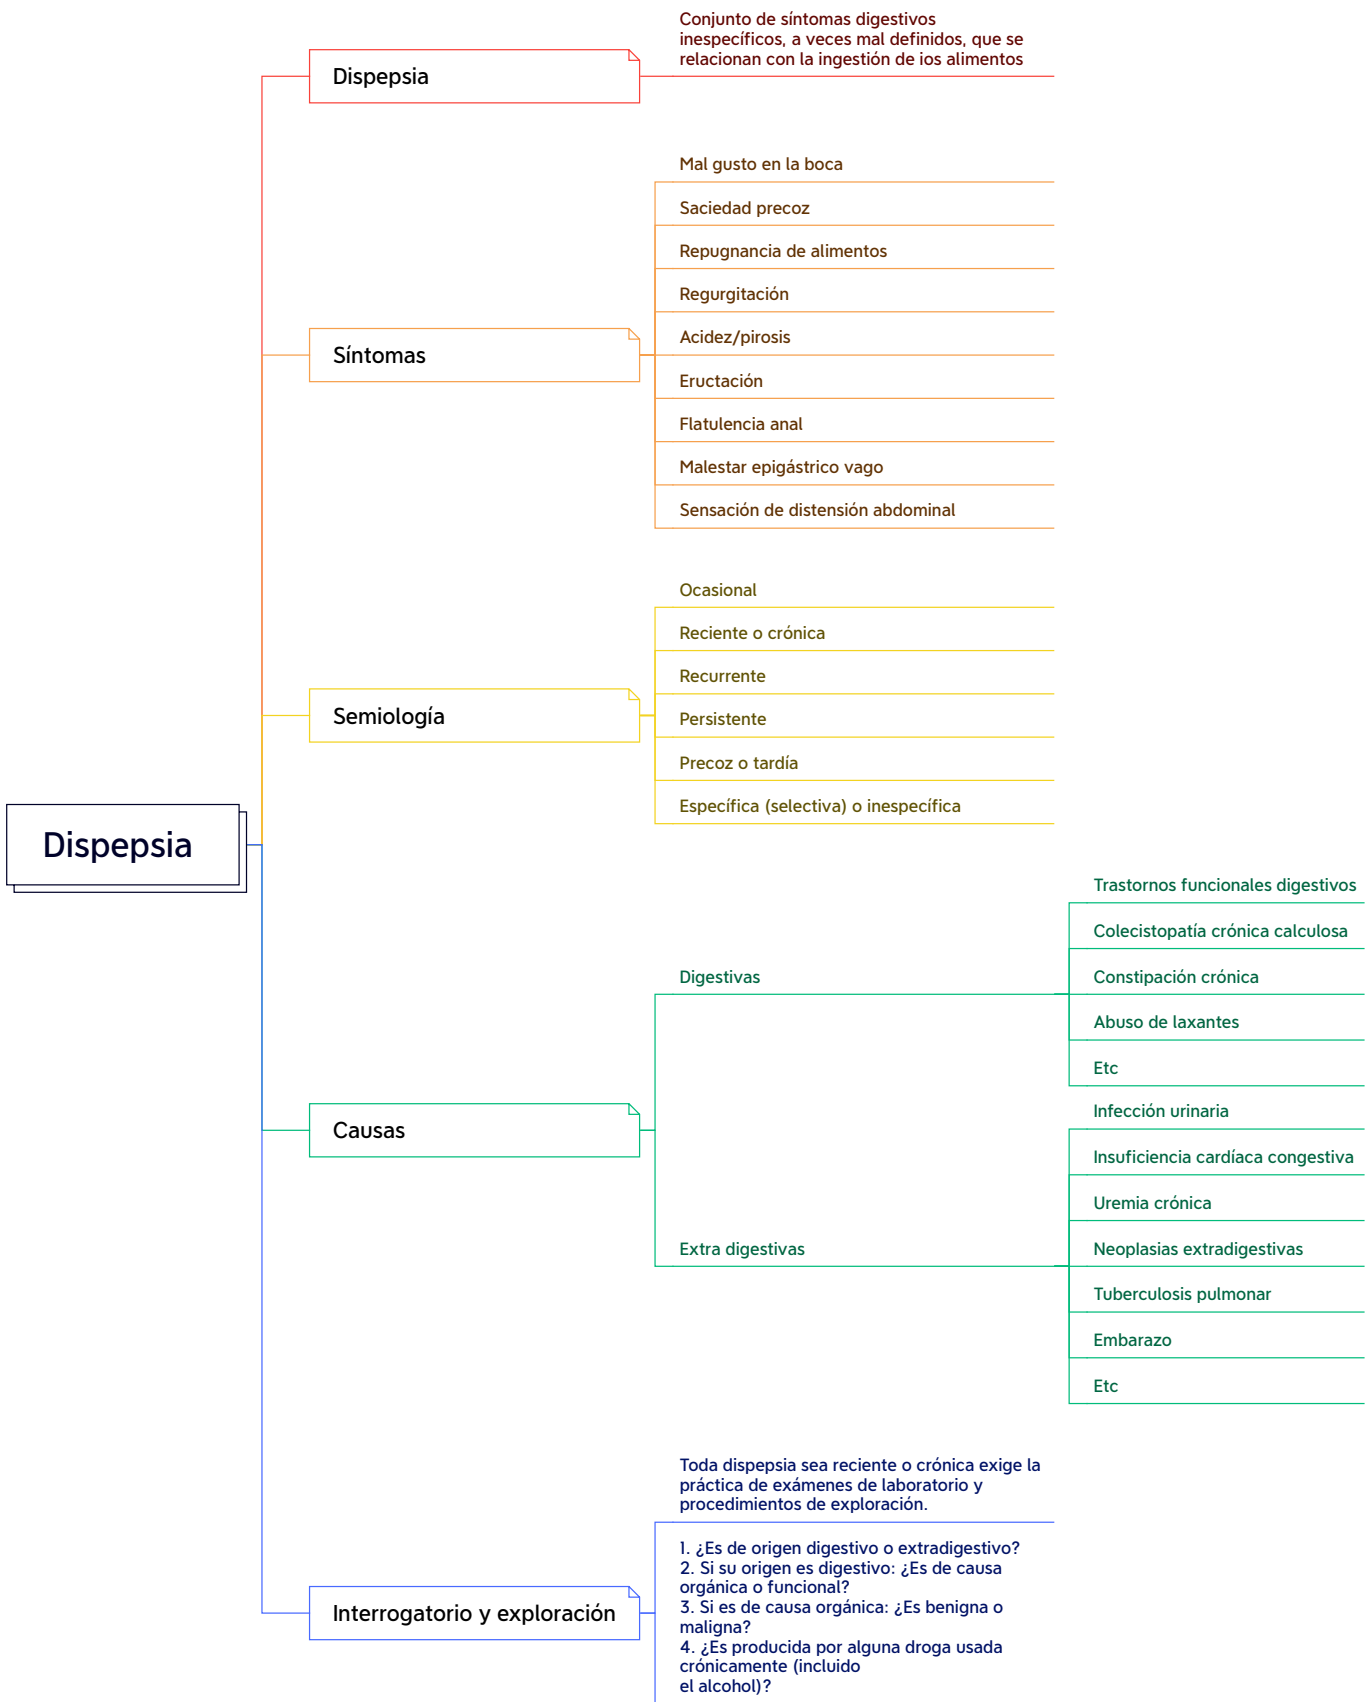 Dispepsia
Dispepsia
Conjunto de síntomas digestivos
inespecíficos, a veces mal definidos, que se
relacionan con la ingestión de ios alimentos
Síntomas
Mal gusto en la boca
Saciedad precoz
Repugnancia de alimentos
Regurgitación
Acidez/pirosis
Eructación
Flatulencia anal
Malestar epigástrico vago
Sensación de distensión abdominal
Semiología
Ocasional
Reciente o crónica
Recurrente
Persistente
Precoz o tardía
Específica (selectiva) o inespecífica
Causas
Digestivas
Trastornos funcionales digestivos
Colecistopatía crónica calculosa
Constipación crónica
Abuso de laxantes
Etc
Extra digestivas
Infección urinaria
Insuficiencia cardíaca congestiva
Uremia crónica
Neoplasias extradigestivas
Tuberculosis pulmonar
Embarazo
Etc
Interrogatorio y exploración
Toda dispepsia sea reciente o crónica exige la
práctica de exámenes de laboratorio y
procedimientos de exploración.
1. ¿Es de origen digestivo o extradigestivo?
2. Si su origen es digestivo: ¿Es de causa
orgánica o funcional?
3. Si es de causa orgánica: ¿Es benigna o
maligna?
4. ¿Es producida por alguna droga usada
crónicamente (incluido
el alcohol)?